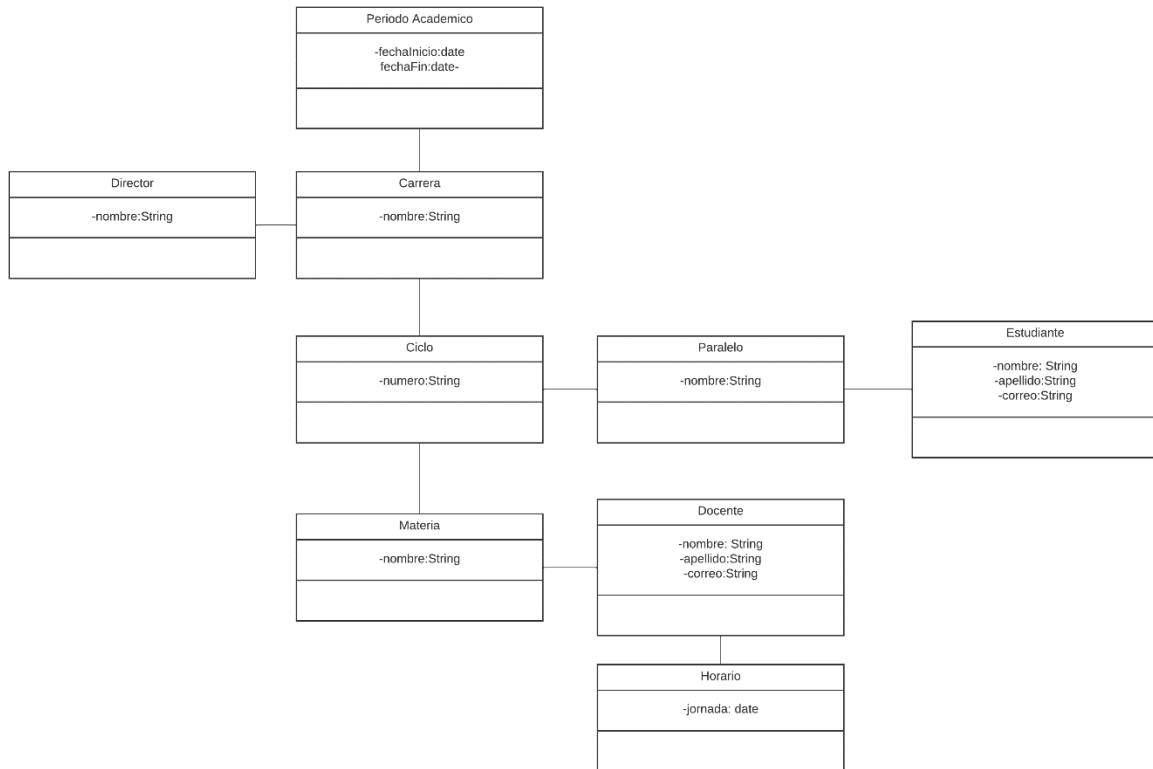 Periodo Academico
-fechaInicio:date
fechaFin:date-
Director
-nombre:String
Carrera
-nombre:String
Ciclo
-numero:String
Paralelo
-nombre:String
Estudiante
-nombre: String
-apellido:String
-correo:String
Materia
-nombre:String
Docente
-nombre: String
-apellido:String
-correo:String
Horario
-jornada: date